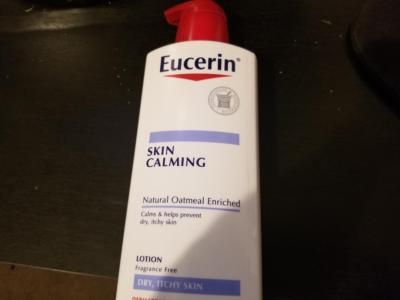 Eucerin®
SKIN
CALMING
Natural Oatmeal Enriched
Calms & helps prevent
dry, itchy skin
LOTION
Fragrance Free
DRY, ITCHY SKIN